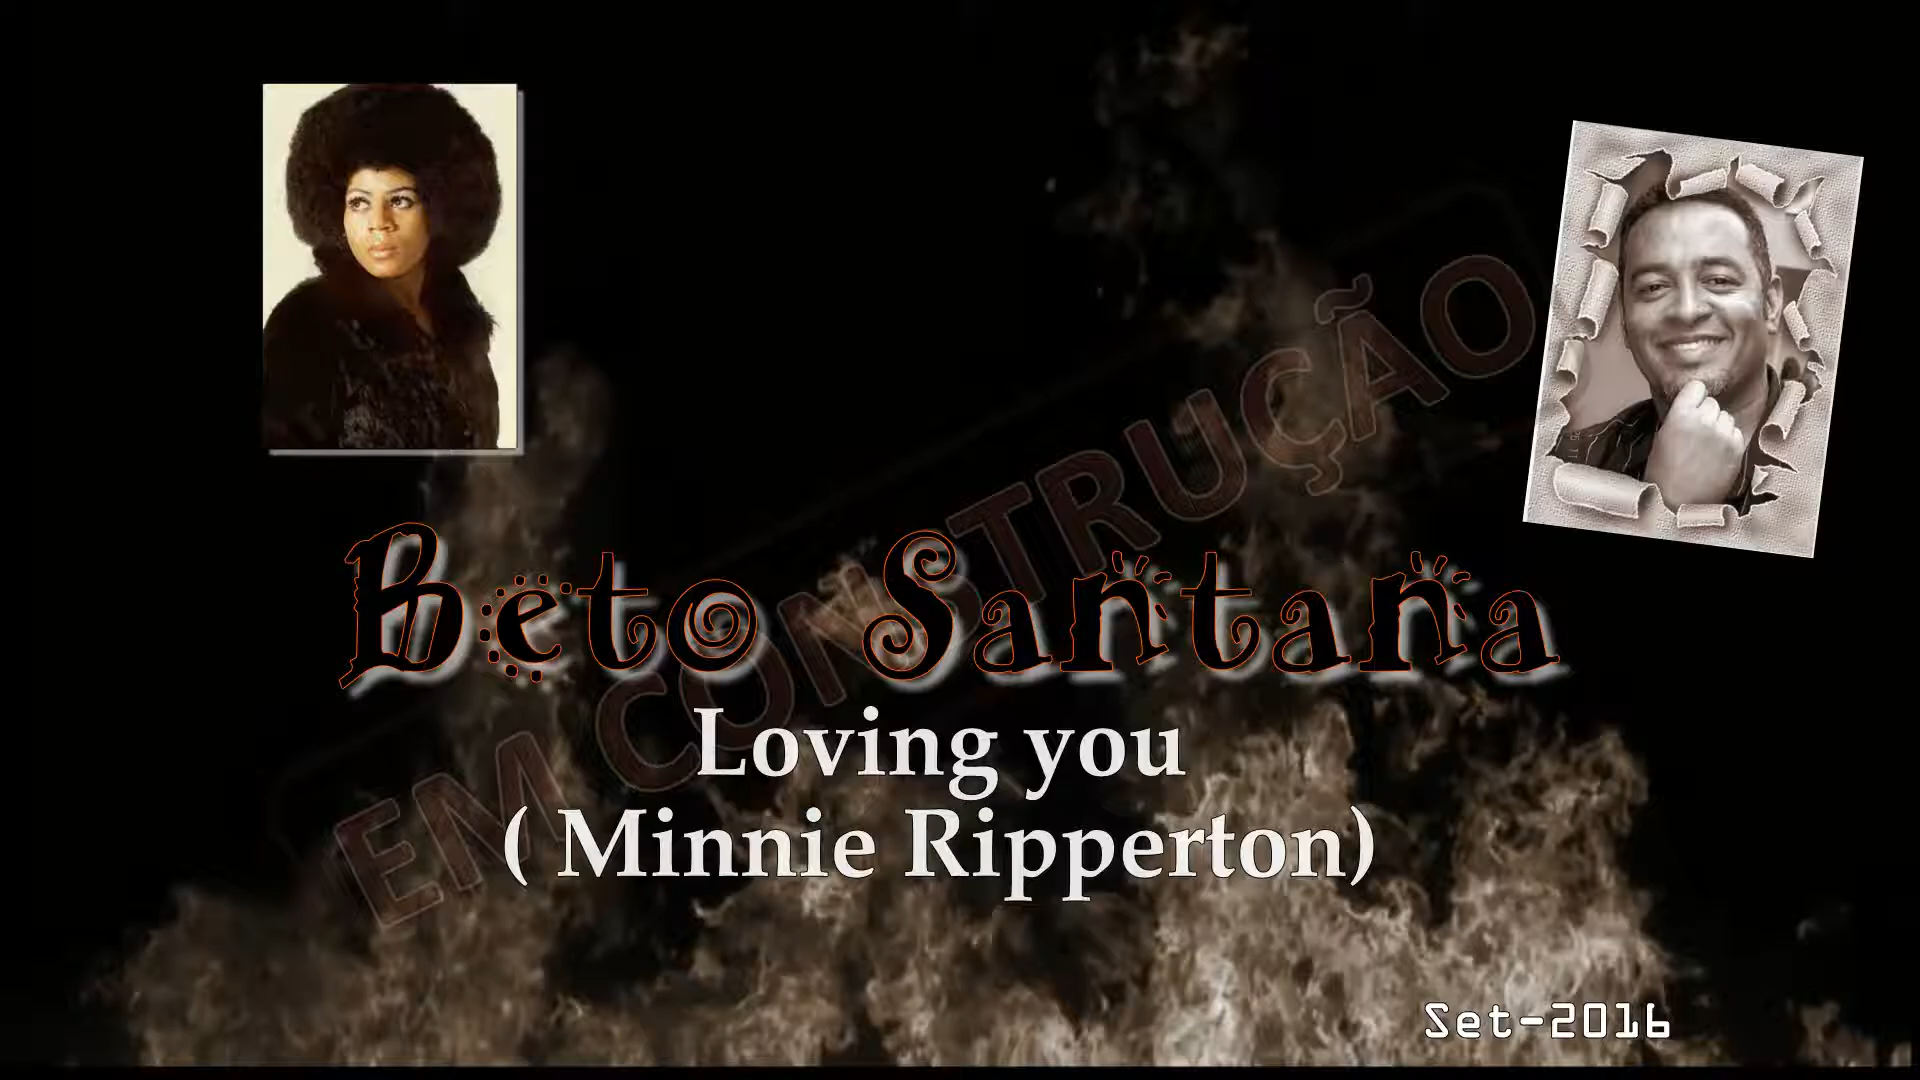 EM CONSTRUÇÃO
Beto Santana
Loving you
( Minnie Ripperton)
Set-2016